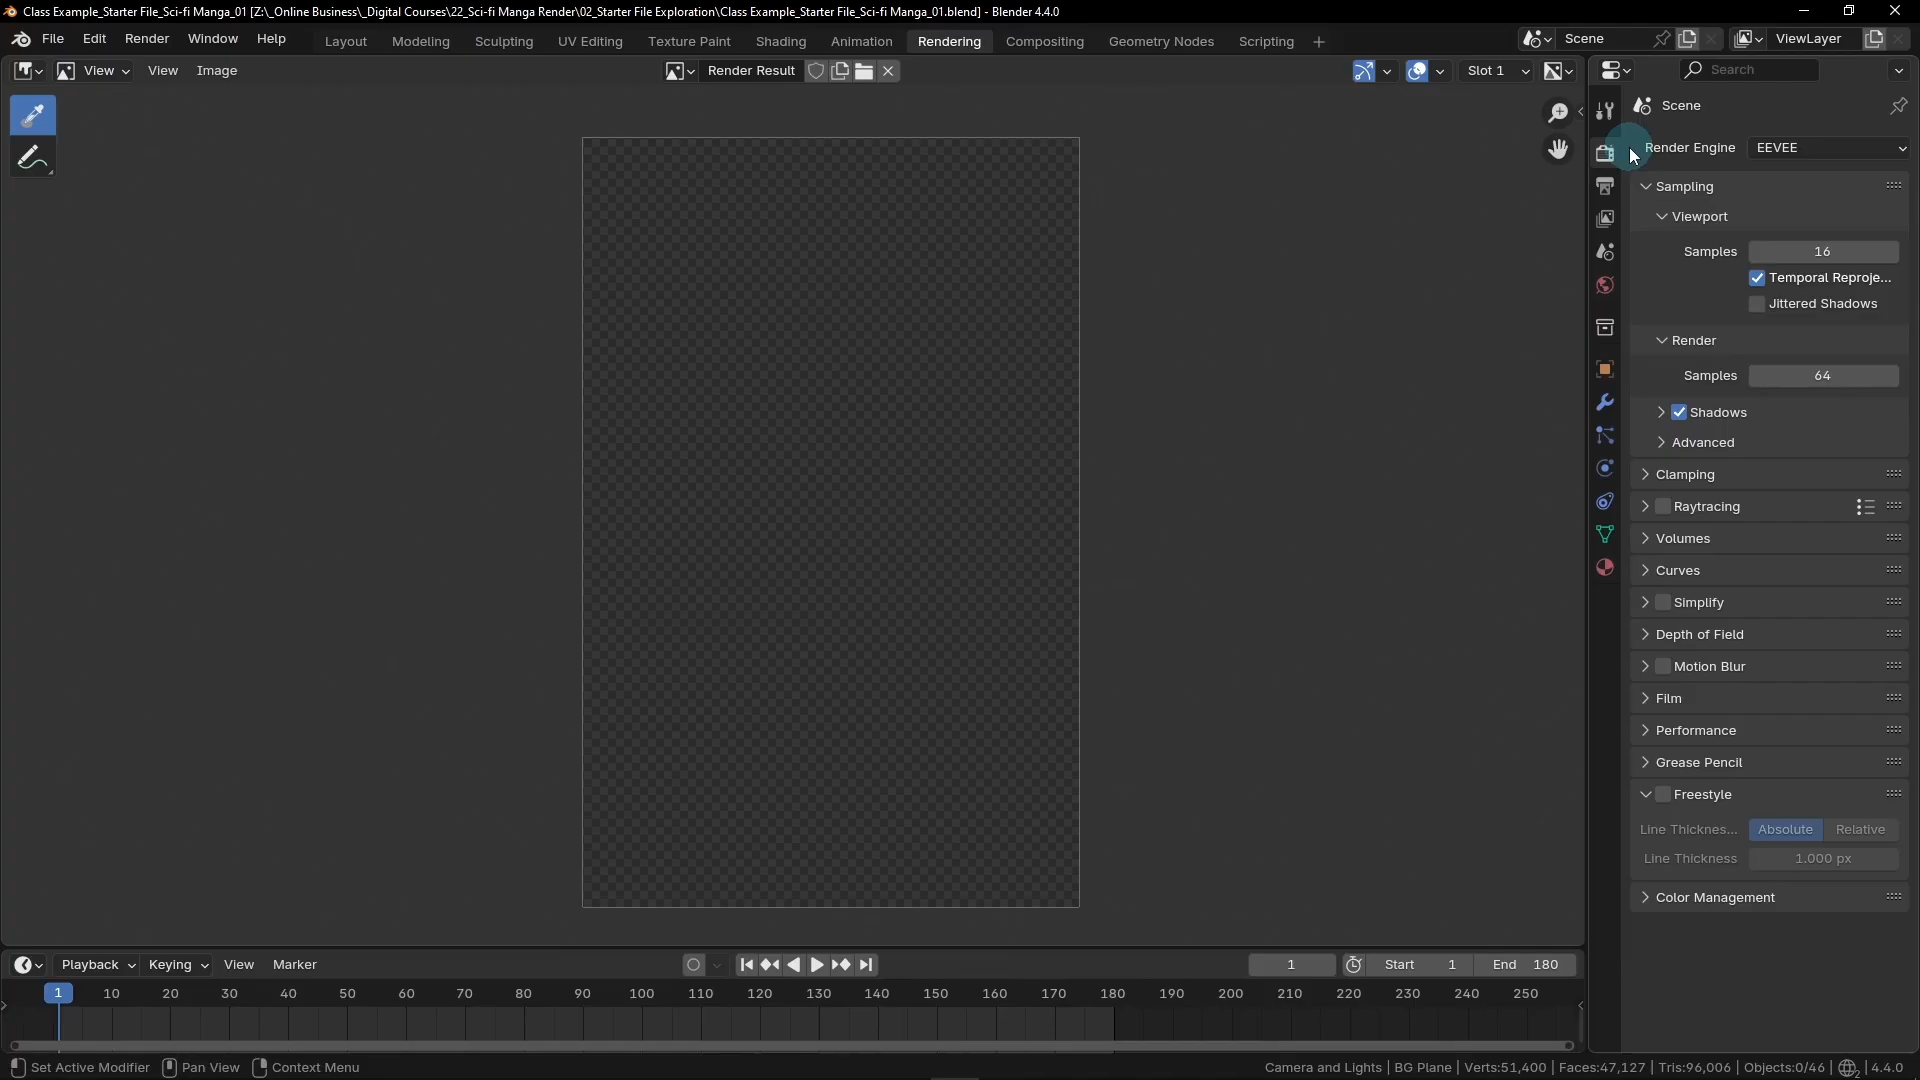 Class Example_Starter File_Sci-fi Manga_01 [Z:\_Online Business\_Digital Courses\22_Sci-fi Manga Render\02_Starter File Exploration\Class Example_Starter File_Sci-fi Manga_01.blend] - Blender 4.4.0
File Edit Render Window Help Layout Modeling Sculpting UV Editing Texture Paint Shading Animation Rendering Compositing Geometry Nodes Scripting + Scene ViewLayer
View View Image Render Result Slot 1 Search
Scene
Render Engine EEVEE
Sampling
Viewport
Samples 16
Temporal Reproje...
Jittered Shadows
Render
Samples 64
Shadows
Advanced
Clamping
Raytracing
Volumes
Curves
Simplify
Depth of Field
Motion Blur
Film
Performance
Grease Pencil
Freestyle
Line Thicknes... Absolute Relative
Line Thickness 1.000 px
Color Management
Playback Keying View Marker 1 Start 1 End 180
1 10 20 30 40 50 60 70 80 90 100 110 120 130 140 150 160 170 180 190 200 210 220 230 240 250
Set Active Modifier Pan View Context Menu Camera and Lights | BG Plane | Verts:51,400 | Faces:47,127 | Tris:96,006 | Objects:0/46 | 2 | 4.4.0